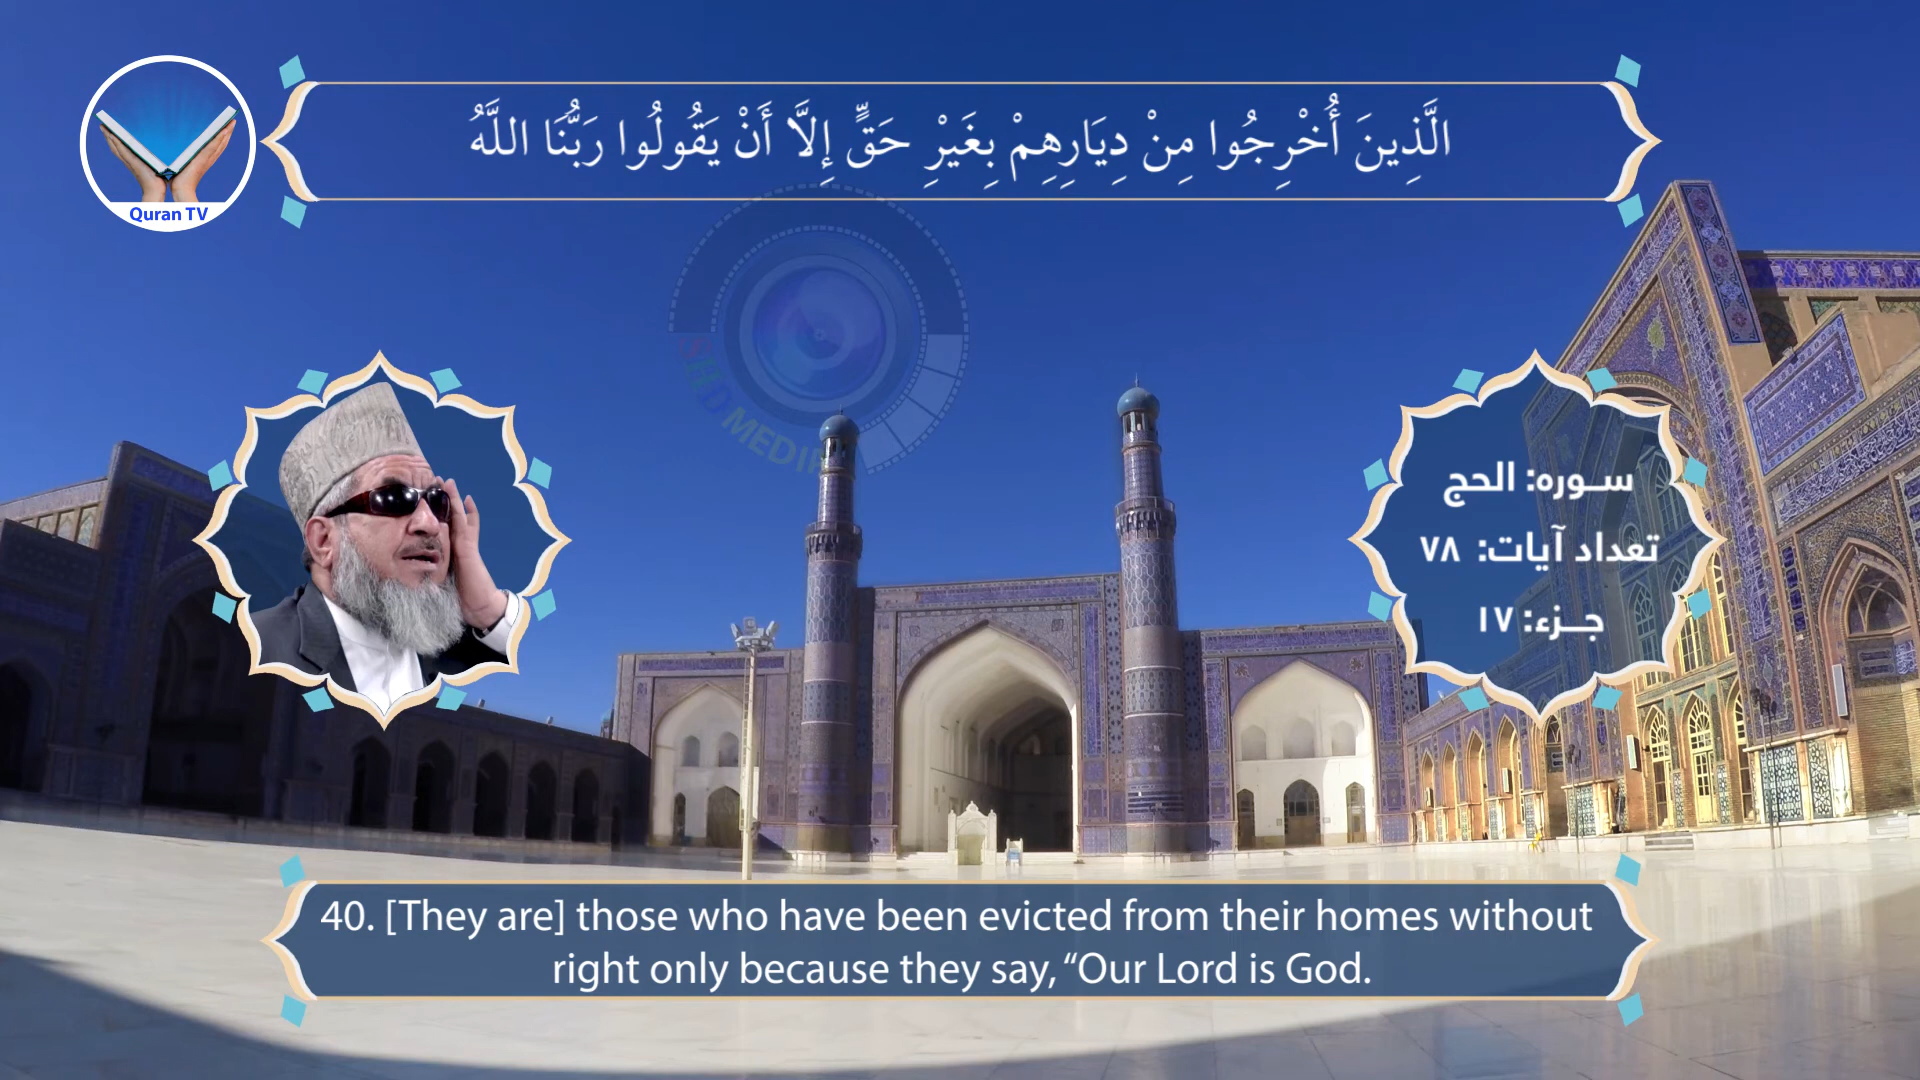 الَّذِينَ أُخْرِجُوا مِنْ دِيَارِهِمْ بِغَيْرِ حَقٍّ إِلَّا أَنْ يَقُولُوا رَبُّنَا اللَّهُ
Quran TV
MEDIA
سـوره: الحج
تعداد آیات: ۷۸
جـزء: ۱۷
40. [They are] those who have been evicted from their homes without
right only because they say, “Our Lord is God.